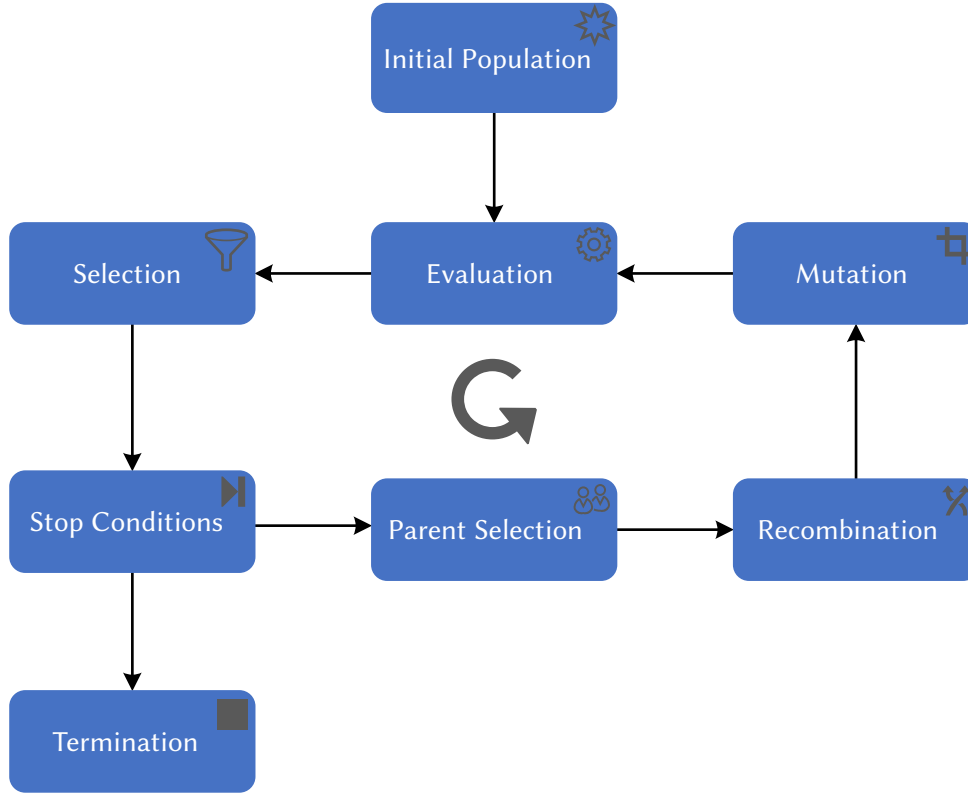 Initial Population
Selection
Evaluation
Mutation
Stop Conditions
Parent Selection
Recombination
Termination